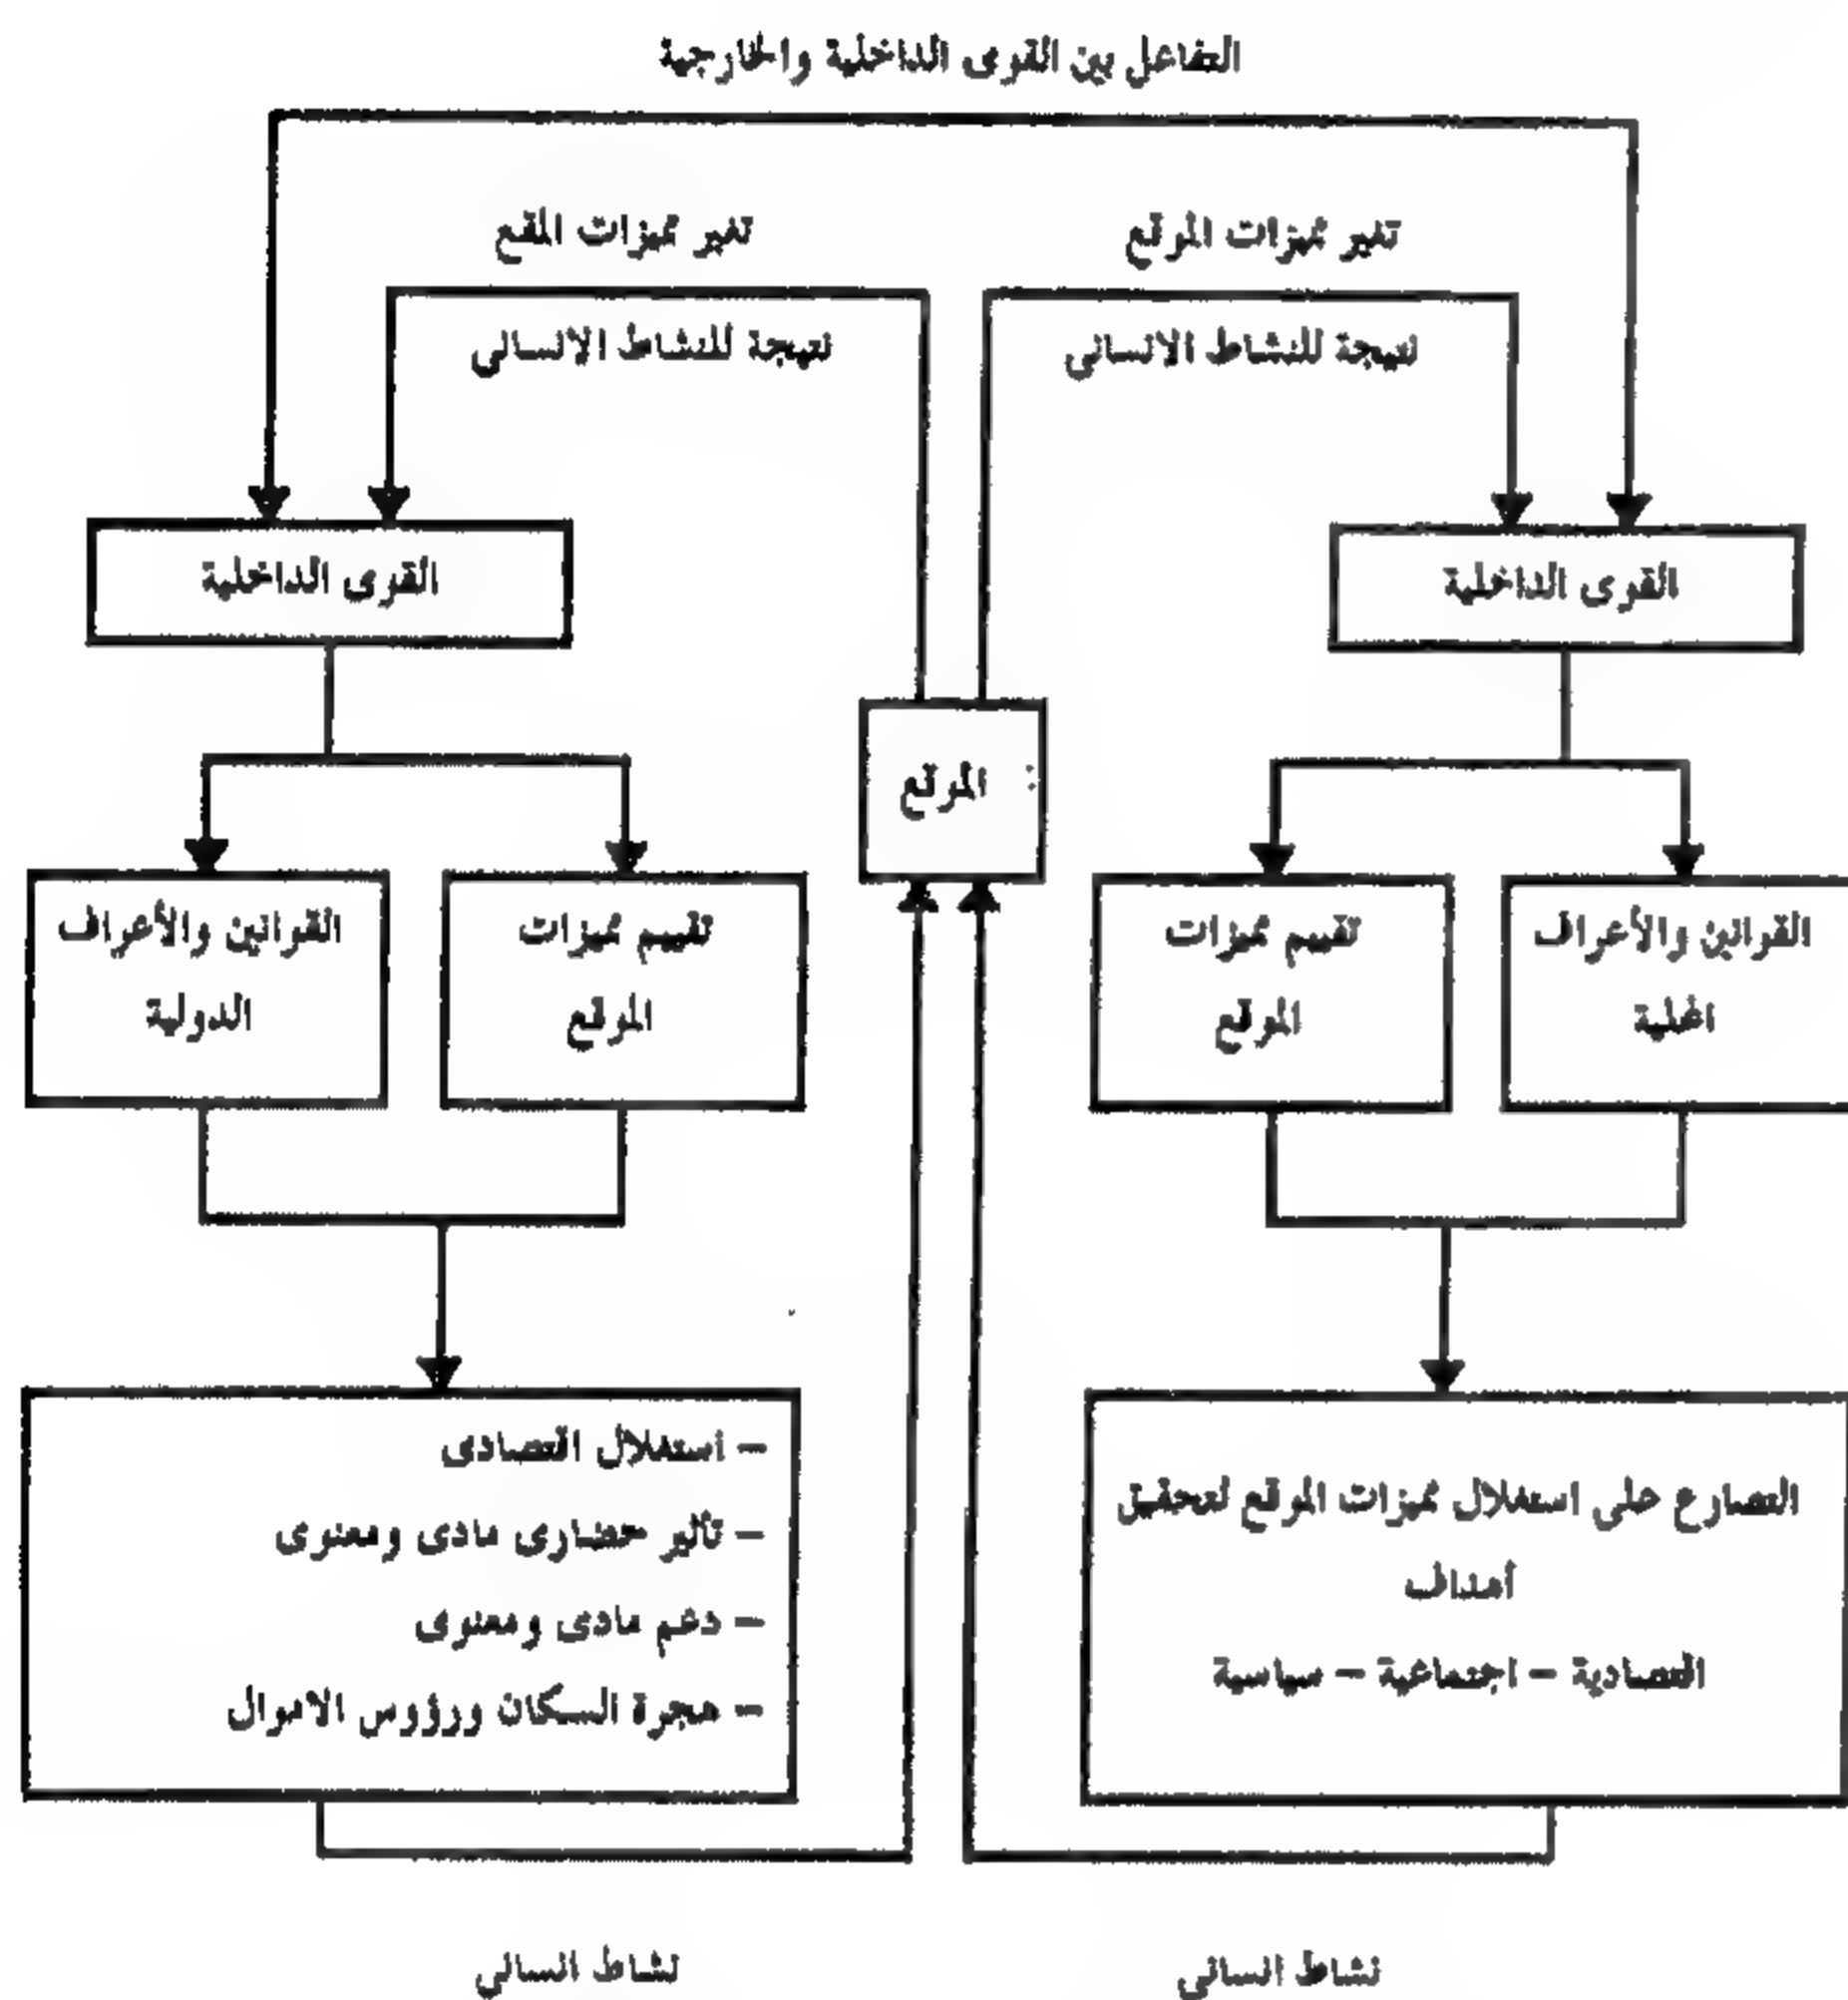 التفاعل بين القوى الداخلية والخارجية
تغير مميزات الموقع
نتيجة للنشاط الانسانى
تغير مميزات المقع
نتيجة للنشاط الانسانى
القوى الداخلية
القوى الداخلية
الموقع
القوانين والأعراف
المحلية
تقييم مميزات
الموقع
تقييم مميزات
الموقع
القوانين والأعراف
الدولية
التصارع على استغلال مميزات الموقع لتحقيق
أهداف
اقتصادية – اجتماعية – سياسية
– استغلال اقتصادى
– تأثير حضارى مادى ومعنوى
– دعم مادى ومعنوى
– هجرة السكان ورؤوس الاموال
نشاط انسانى
نشاط انسانى